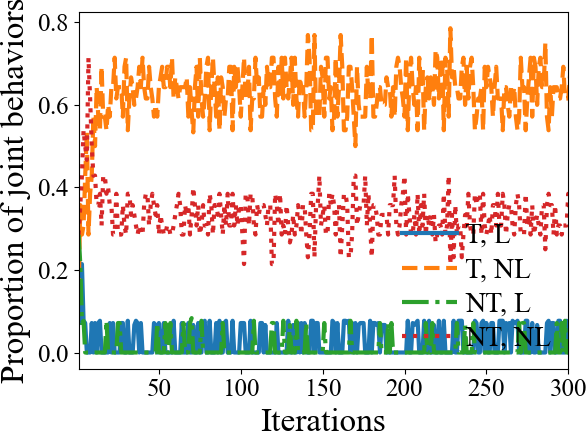 Proportion of joint behaviors
0.8
0.6
0.4
0.2
0.0
T, L
T, NL
NT, L
NT, NL
50
100
150
200
250
300
Iterations